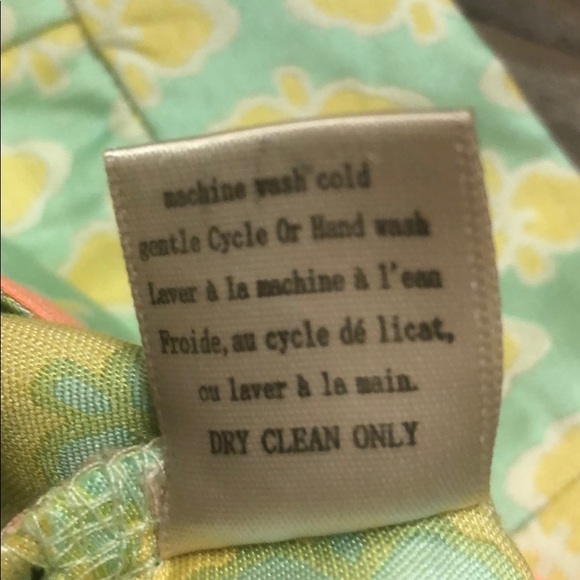 machine wash cold
gentle Cycle Or Hand wash
Laver à la machine à l'eau
Froide, au cycle dé licat,
ou laver à la main.
DRY CLEAN ONLY